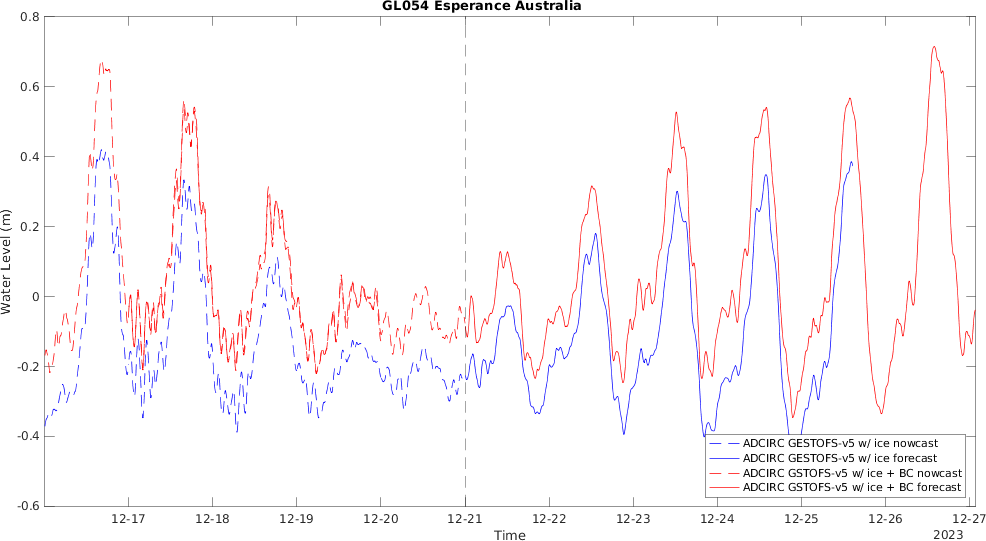 GL054 Esperance Australia
0.8
0.6
0.4
0.2
0
-0.2
-0.4
-0.6
Water Level (m)
ADCIRC GESTOFS-v5 w/ ice nowcast
ADCIRC GESTOFS-v5 w/ ice forecast
ADCIRC GSTOFS-v5 w/ ice + BC nowcast
ADCIRC GSTOFS-v5 w/ ice + BC forecast
12-17 12-18 12-19 12-20 12-21 12-22 12-23 12-24 12-25 12-26 12-27
Time
2023